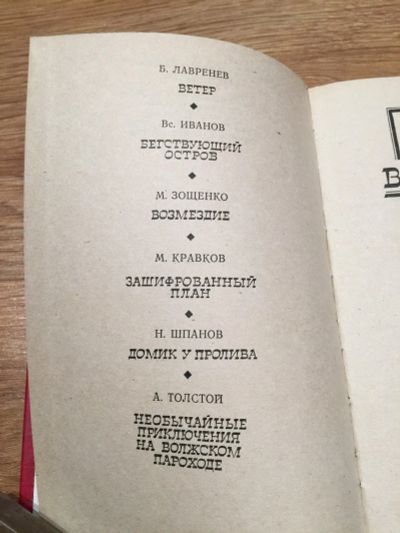 Б. ЛАВРЕНЕВ
ВЕТЕР
Вс. ИВАНОВ
БЕГСТВУЮЩИЙ
ОСТРОВ
М. ЗОЩЕНКО
ВОЗМЕЗДИЕ
М. КРАВКОВ
ЗАШИФРОВАННЫЙ
ПЛАН
Н. ШПАНОВ
ДОМИК У ПРОЛИВА
А. ТОЛСТОЙ
НЕОБЫЧАЙНЫЕ
ПРИКЛЮЧЕНИЯ
НА ВОЛЖСКОМ
ПАРОХОДЕ